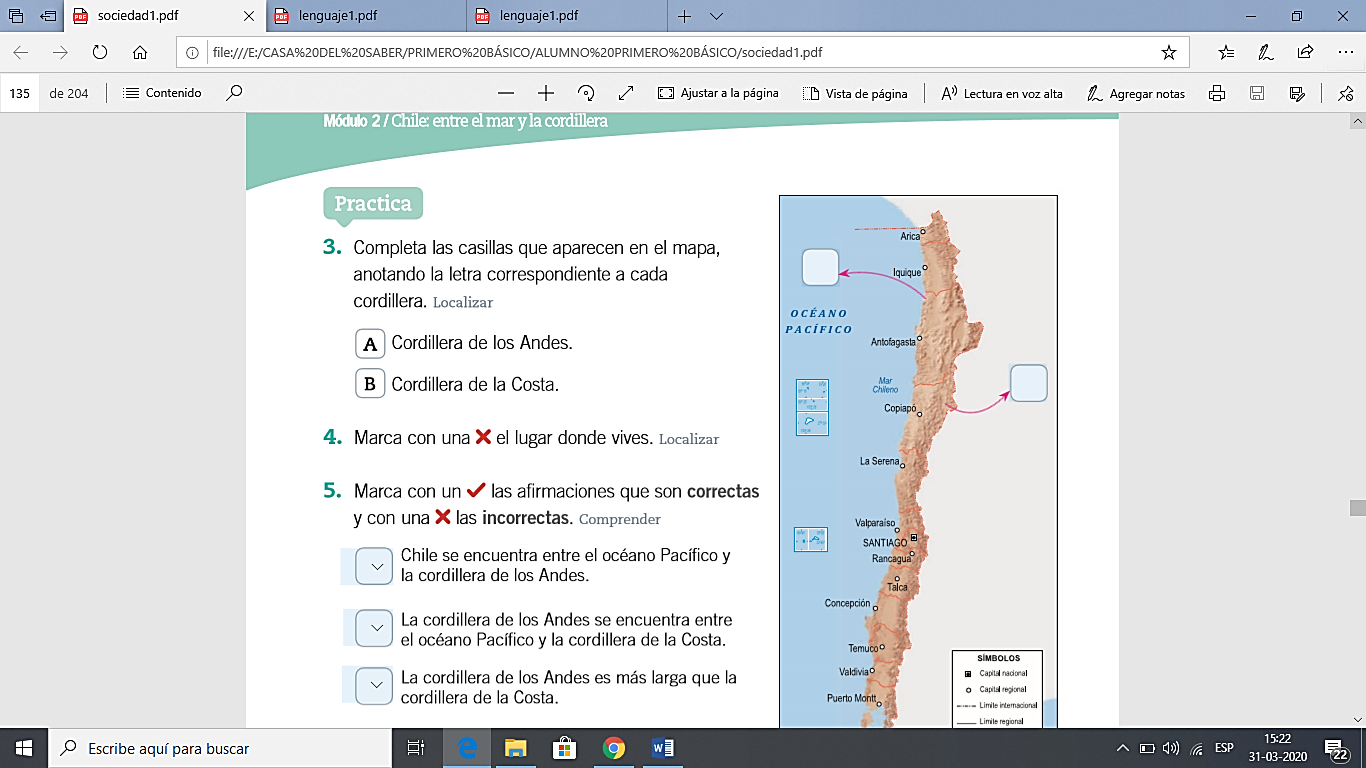 sociedad1.pdf
lenguaje1.pdf
lenguaje1.pdf
file:///E:/CASA%20DEL%20SABER/PRIMERO%20BÁSICO/ALUMNO%20PRIMERO%20BÁSICO/sociedad1.pdf
135 de 204 Contenido Ajustar a la página Vista de página Lectura en voz alta Agregar notas
Módulo 2 / Chile: entre el mar y la cordillera
Practica
3. Completa las casillas que aparecen en el mapa,
anotando la letra correspondiente a cada
cordillera. Localizar
A Cordillera de los Andes.
B Cordillera de la Costa.
4. Marca con una el lugar donde vives. Localizar
5. Marca con un las afirmaciones que son correctas
y con una las incorrectas. Comprender
Chile se encuentra entre el océano Pacífico y
la cordillera de los Andes.
La cordillera de los Andes se encuentra entre
el océano Pacífico y la cordillera de la Costa.
La cordillera de los Andes es más larga que la
cordillera de la Costa.
Arica
Iquique
OCÉANO
PACÍFICO
Antofagasta
Mar
Chileno
Copiapó
La Serena
Valparaíso
SANTIAGO
Rancagua
Talca
Concepción
Temuco
Valdivia
Puerto Montt
SÍMBOLOS
Capital nacional
Capital regional
Límite internacional
Límite regional
Escribe aquí para buscar
ESP
15:22
31-03-2020
22